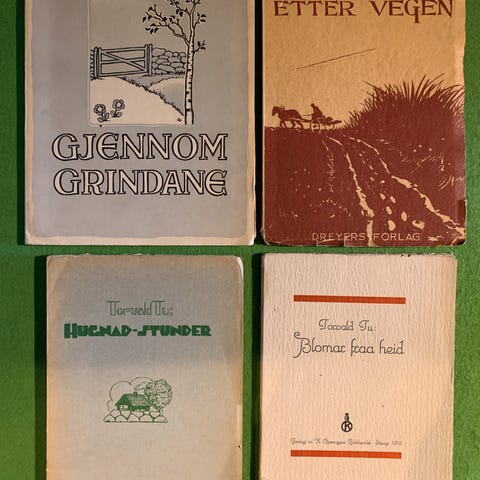 GJENNOM
GRINDANE
ETTER VEGEN
DREYERS FORLAG
Torvald Tu:
HUGNAD-STUNDER
Torvald Tu:
Blomar fraa heid
K